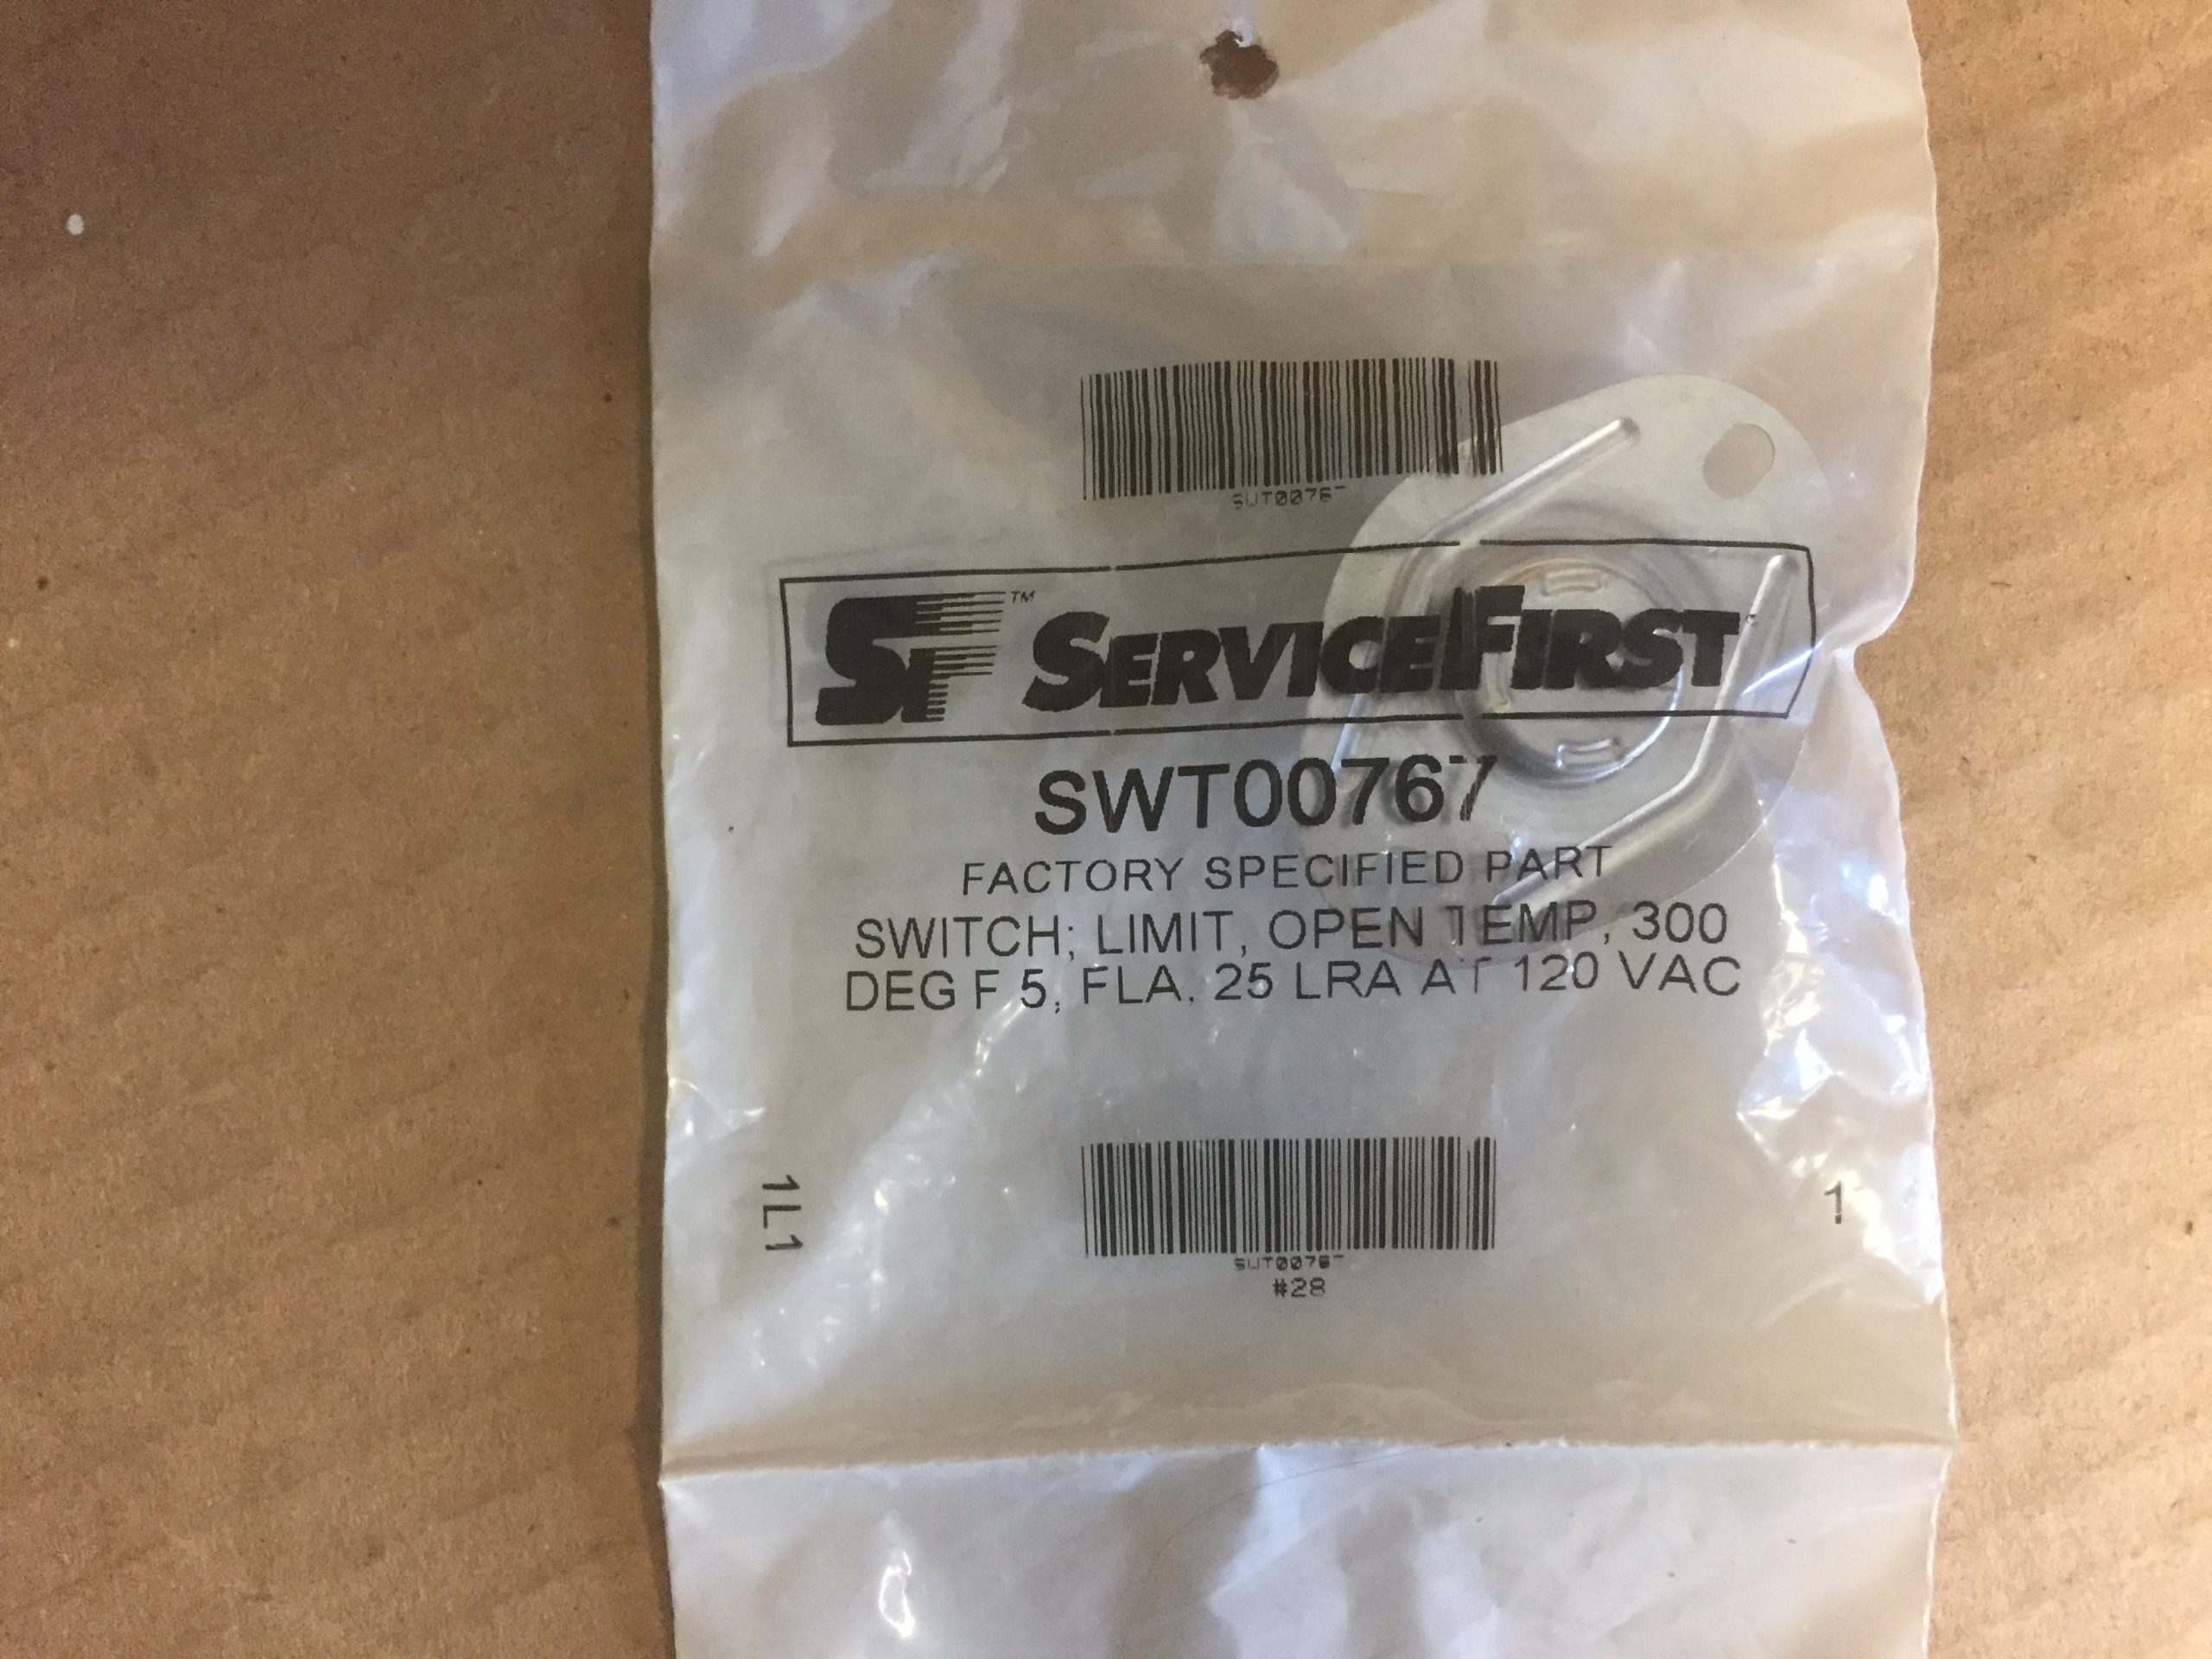 SWT00767
SF™ SERVICEFIRST
SWT00767
FACTORY SPECIFIED PART
SWITCH; LIMIT, OPEN TEMP, 300
DEG F 5, FLA. 25 LRA AT 120 VAC
1L1
1
SWT00767
#28